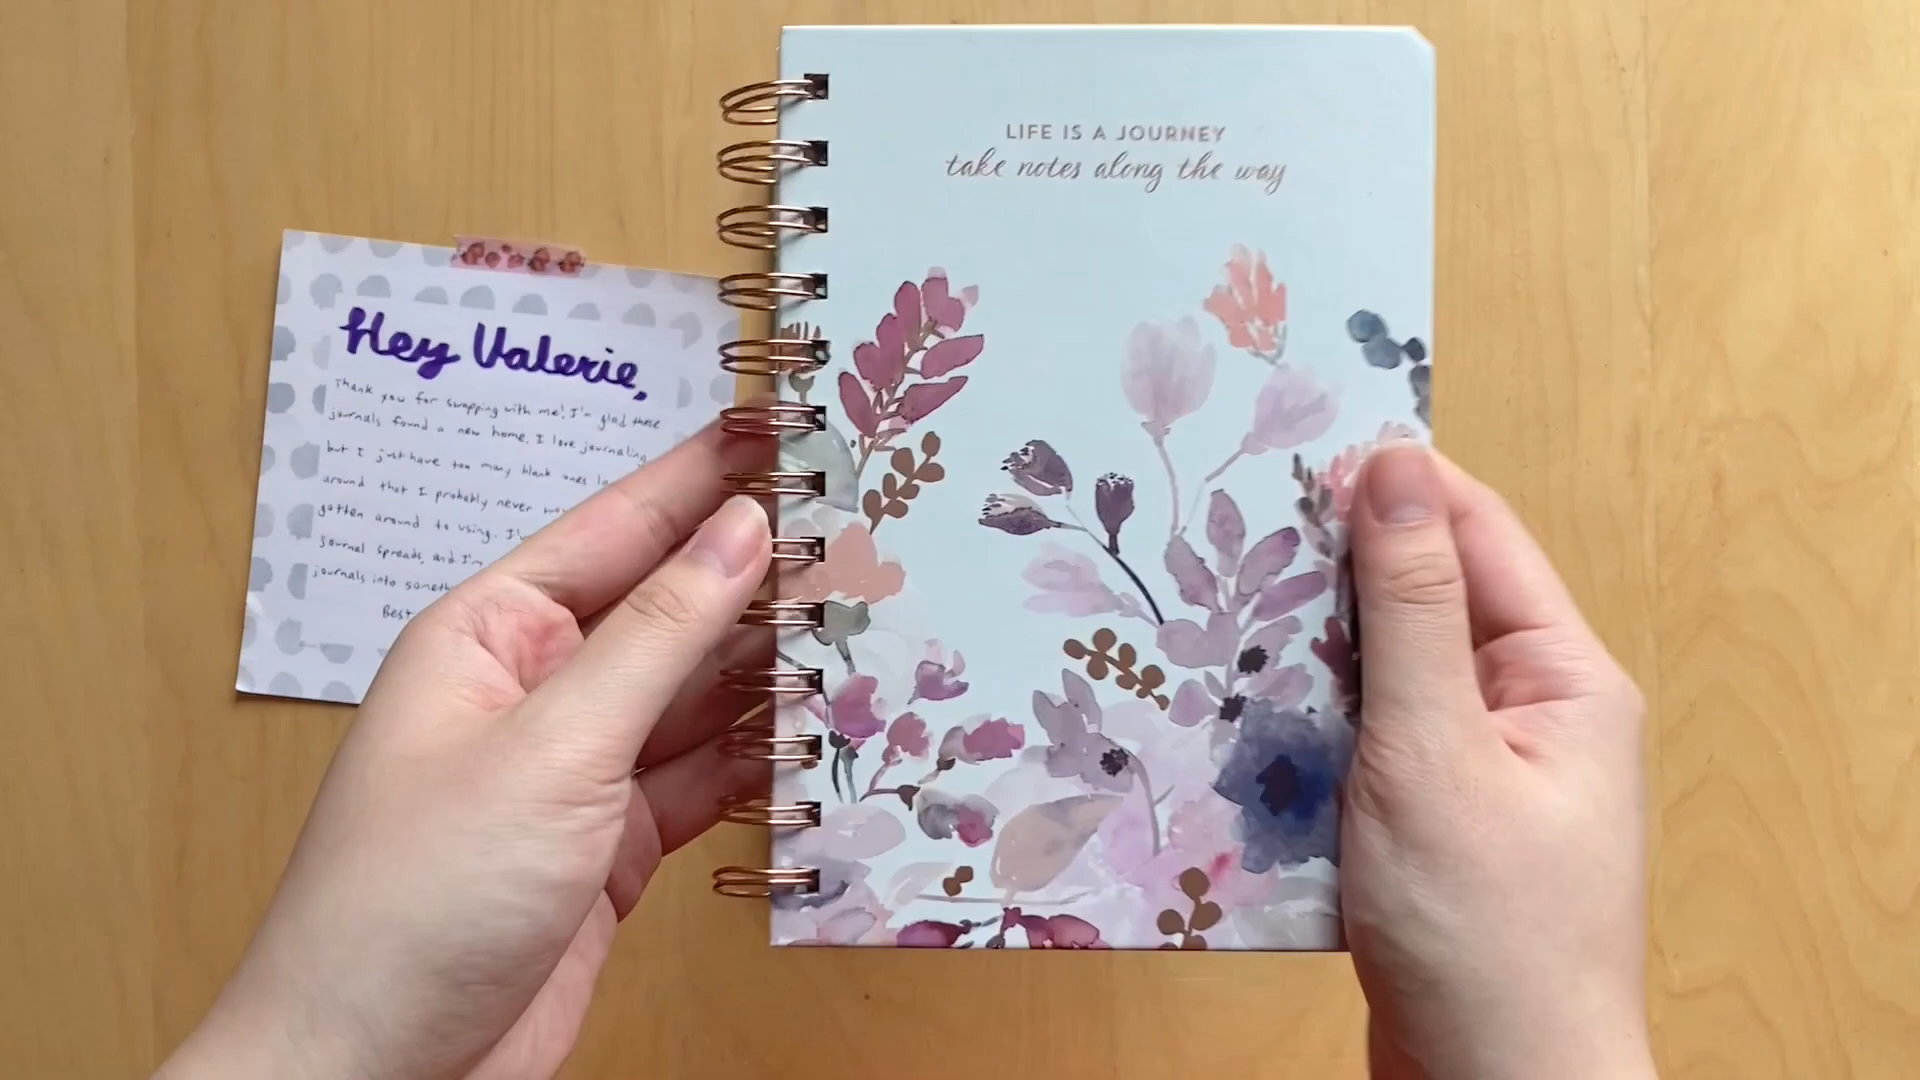 Hey Valerie,
Thank you for swapping with me! I'm glad these
journals found a new home. I love journaling
but I just have too many blank ones
around that I probably never
gotten around to using.
journal spreads, and I'm
journals into
Best
LIFE IS A JOURNEY
take notes along the way